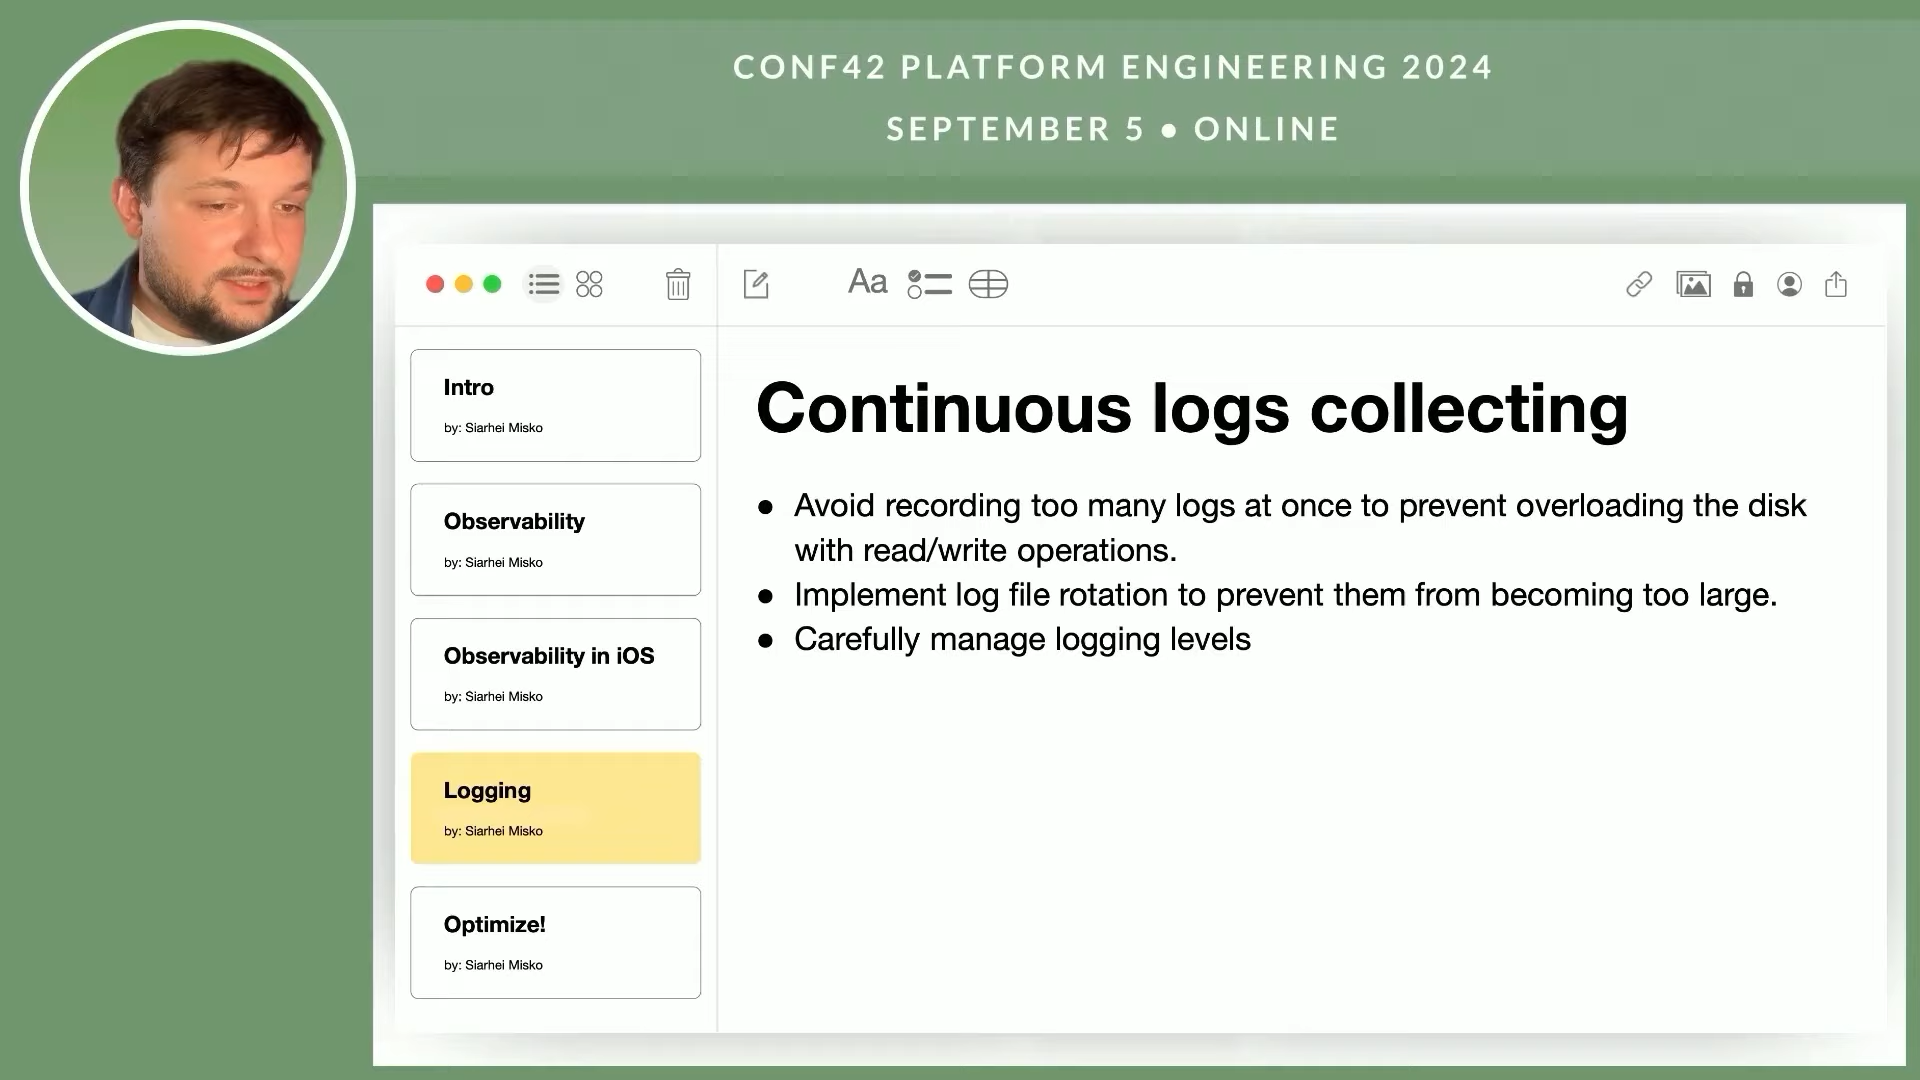 CONF42 PLATFORM ENGINEERING 2024
SEPTEMBER 5 • ONLINE
Aa
Intro
by: Siarhei Misko
Observability
by: Siarhei Misko
Observability in iOS
by: Siarhei Misko
Logging
by: Siarhei Misko
Optimize!
by: Siarhei Misko
Continuous logs collecting
● Avoid recording too many logs at once to prevent overloading the disk
with read/write operations.
● Implement log file rotation to prevent them from becoming too large.
● Carefully manage logging levels